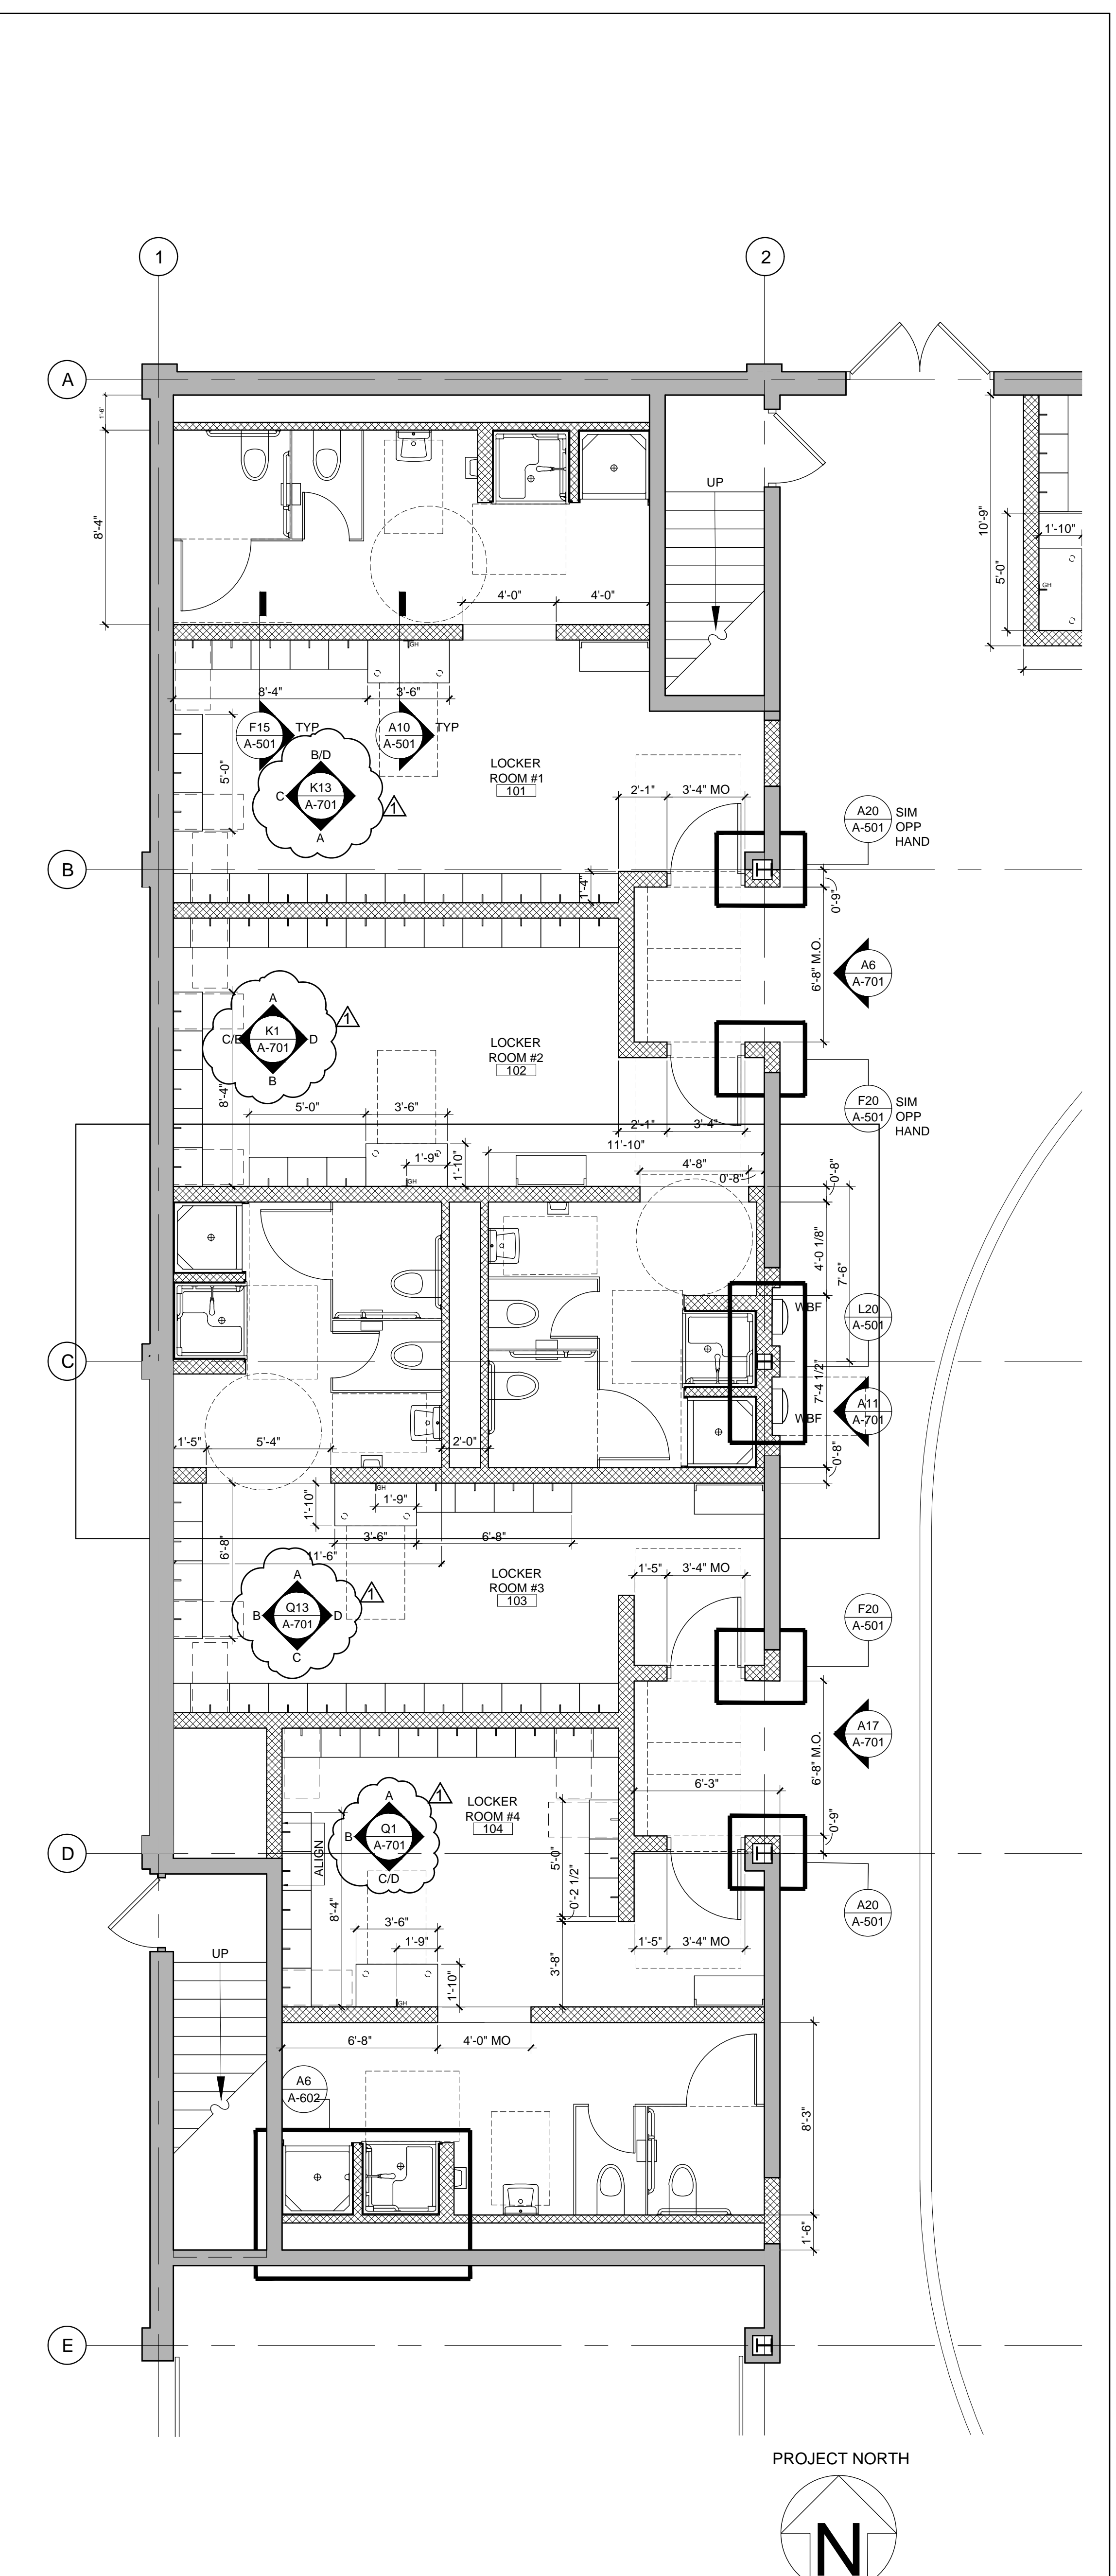 1
2
A
1'-6"
8'-4"
UP
10'-9"
1'-10"
5'-0"
GH
4'-0"
4'-0"
GH
8'-4"
3'-6"
F15
A-501
TYP
A10
A-501
TYP
5'-0"
B/D
C
K13
A-701
A
1
LOCKER
ROOM #1
101
2'-1"
3'-4" MO
A20
A-501
SIM
OPP
HAND
B
1'-4"
0'-9"
6'-8" M.O.
A6
A-701
A
C/E
K1
A-701
D
B
1
LOCKER
ROOM #2
102
8'-4"
5'-0"
3'-6"
2'-1"
3'-4"
F20
A-501
SIM
OPP
HAND
11'-10"
1'-9"
1'-10"
GH
4'-8"
0'-8"
0'-8"
4'-0 1/8"
7'-6"
WBF
L20
A-501
C
7'-4 1/2"
WBF
A11
A-701
1'-5"
5'-4"
2'-0"
0'-8"
GH
1'-10"
1'-9"
6'-8"
3'-6"
6'-8"
11'-6"
A
B
Q13
A-701
D
C
1
LOCKER
ROOM #3
103
1'-5"
3'-4" MO
F20
A-501
6'-8" M.O.
A17
A-701
6'-3"
A
B
Q1
A-701
C/D
1
LOCKER
ROOM #4
104
0'-9"
D
ALIGN
5'-0"
0'-2 1/2"
8'-4"
3'-6"
1'-9"
1'-10"
GH
3'-8"
1'-5"
3'-4" MO
A20
A-501
UP
6'-8"
4'-0" MO
A6
A-602
8'-3"
1'-6"
E
PROJECT NORTH
N